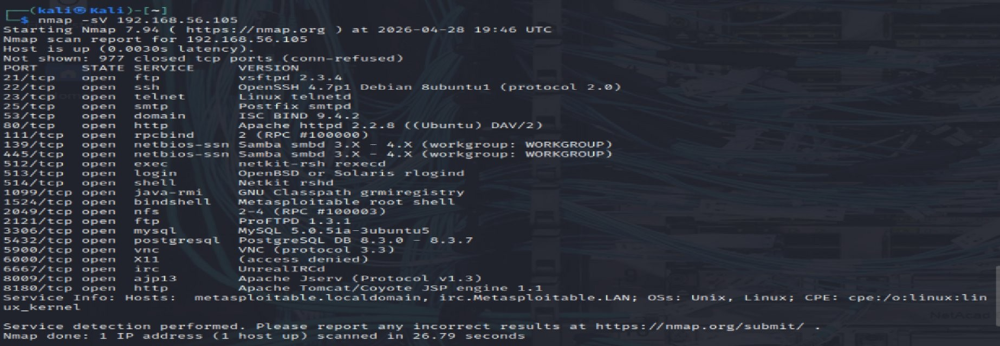 ┌──(kali㉿Kali)-[~]
└─$ nmap -sV 192.168.56.105
Starting Nmap 7.94 ( https://nmap.org ) at 2026-04-28 19:46 UTC
Nmap scan report for 192.168.56.105
Host is up (0.0030s latency).
Not shown: 977 closed tcp ports (conn-refused)
PORT     STATE SERVICE     VERSION
21/tcp   open  ftp         vsftpd 2.3.4
22/tcp   open  ssh         OpenSSH 4.7p1 Debian 8ubuntu1 (protocol 2.0)
23/tcp   open  telnet      Linux telnetd
25/tcp   open  smtp        Postfix smtpd
53/tcp   open  domain      ISC BIND 9.4.2
80/tcp   open  http        Apache httpd 2.2.8 ((Ubuntu) DAV/2)
111/tcp  open  rpcbind     2 (RPC #100000)
139/tcp  open  netbios-ssn Samba smbd 3.X - 4.X (workgroup: WORKGROUP)
445/tcp  open  netbios-ssn Samba smbd 3.X - 4.X (workgroup: WORKGROUP)
512/tcp  open  exec        netkit-rsh rexecd
513/tcp  open  login       OpenBSD or Solaris rlogind
514/tcp  open  shell       Netkit rshd
1099/tcp open  java-rmi    GNU Classpath grmiregistry
1524/tcp open  bindshell   Metasploitable root shell
2049/tcp open  nfs         2-4 (RPC #100003)
2121/tcp open  ftp         ProFTPD 1.3.1
3306/tcp open  mysql       MySQL 5.0.51a-3ubuntu5
5432/tcp open  postgresql  PostgreSQL DB 8.3.0 - 8.3.7
5900/tcp open  vnc         VNC (protocol 3.3)
6000/tcp open  X11         (access denied)
6667/tcp open  irc         UnrealIRCd
8009/tcp open  ajp13       Apache Jserv (Protocol v1.3)
8180/tcp open  http        Apache Tomcat/Coyote JSP engine 1.1
Service Info: Hosts:  metasploitable.localdomain, irc.Metasploitable.LAN; OSs: Unix, Linux; CPE: cpe:/o:linux:lin
ux_kernel
Service detection performed. Please report any incorrect results at https://nmap.org/submit/ .
Nmap done: 1 IP address (1 host up) scanned in 26.79 seconds